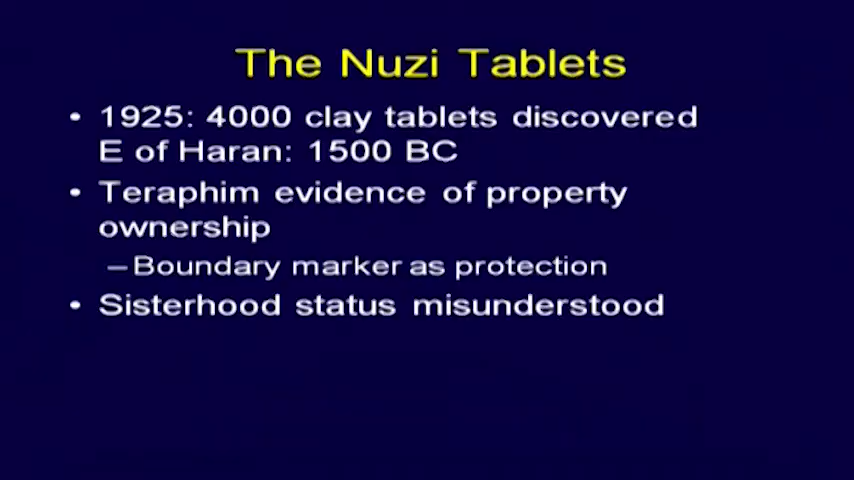 The Nuzi Tablets
• 1925: 4000 clay tablets discovered
E of Haran: 1500 BC
• Teraphim evidence of property
ownership
– Boundary marker as protection
• Sisterhood status misunderstood